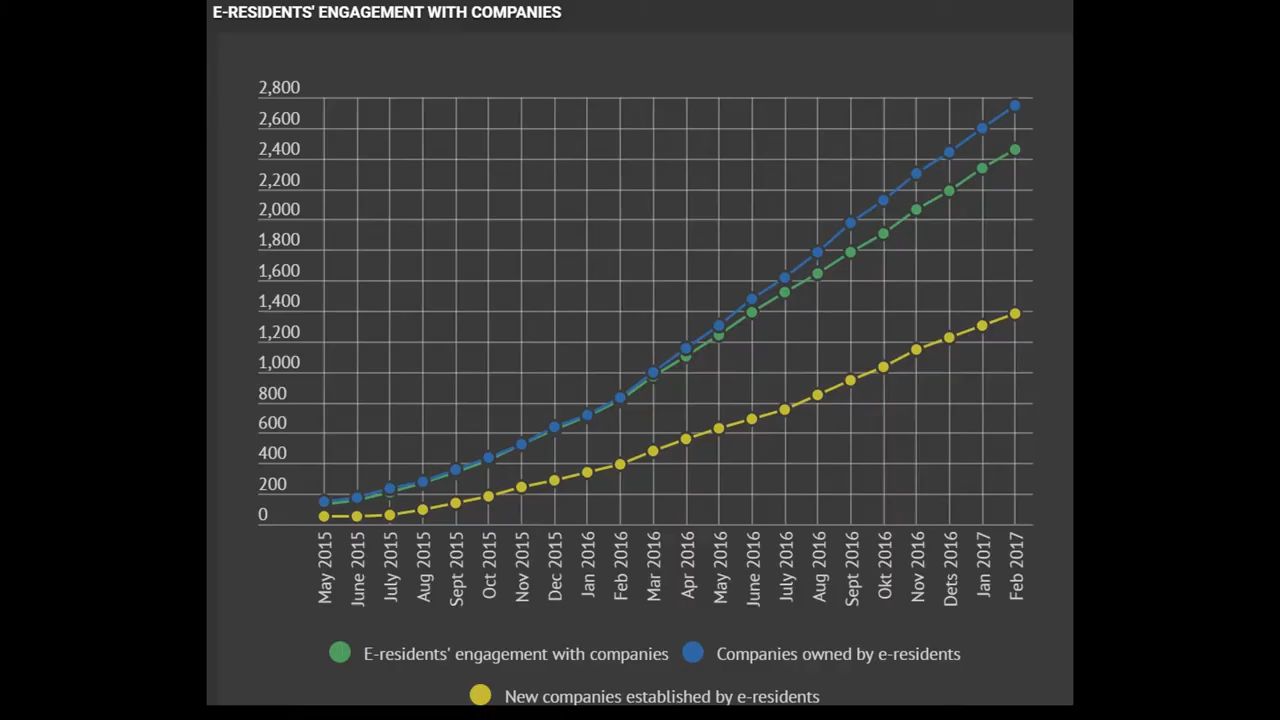 E-RESIDENTS' ENGAGEMENT WITH COMPANIES
2,800
2,600
2,400
2,200
2,000
1,800
1,600
1,400
1,200
1,000
800
600
400
200
0
May 2015
June 2015
July 2015
Aug 2015
Sept 2015
Oct 2015
Nov 2015
Dec 2015
Jan 2016
Feb 2016
Mar 2016
Apr 2016
May 2016
June 2016
July 2016
Aug 2016
Sept 2016
Okt 2016
Nov 2016
Dets 2016
Jan 2017
Feb 2017
E-residents' engagement with companies
Companies owned by e-residents
New companies established by e-residents